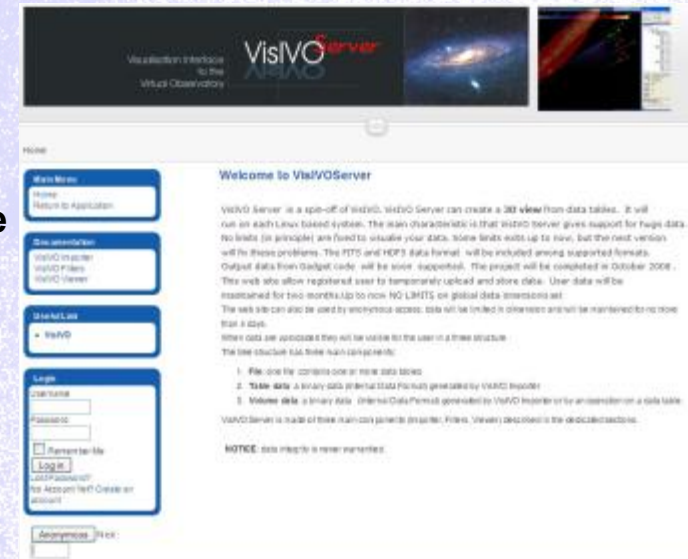 Visualisation Interface
to the
Virtual Observatory
VisIVO Server
Home
e
Main Menu
Home
Return to Application
Documentation
VisIVO Importer
VisIVO Filters
VisIVO Viewer
Useful Link
VisIVO
Login
Username
Password
Remember Me
Login
Lost Password?
No Account Yet? Create an
account
Anonymous Nick:
Welcome to VisIVOServer
VisIVO Server is a spin-off of VisIVO. VisIVO Server can create a 3D view from data tables. It will
run on each Linux based system. The main characteristic is that VisIVO Server gives support for huge data.
No limits (in principle) are fixed to visualise your data. Some limits exits up to now, but the next version
will fix these problems. The FITS and HDF5 data format will be included among supported formats.
Output data from Gadget code will be soon supported. The project will be completed in October 2008.
This web site allow registered user to temporarely upload and store data. User data will be
maintained for two months. Up to now NO LIMITS on global data dimensions set
The web site can also be used by anonymous access, data will be limited in dimension and will be maintained for no more
than 4 days.
When data are uploaded they will be visible for the user in a three structure
The tree structure has three main components:
1. File: one file contains one or more data tables
2. Table data: a binary data (Internal Data Format) generated by VisIVO Importer
3. Volume data: a binary data (Internal Data Format) generated by VisIVO Importer or by an operation on a data table
VisIVO Server is made of three main components (Importer, Filters, Viewer) described in the dedicated sections.
NOTICE: data integrity is never warranted.